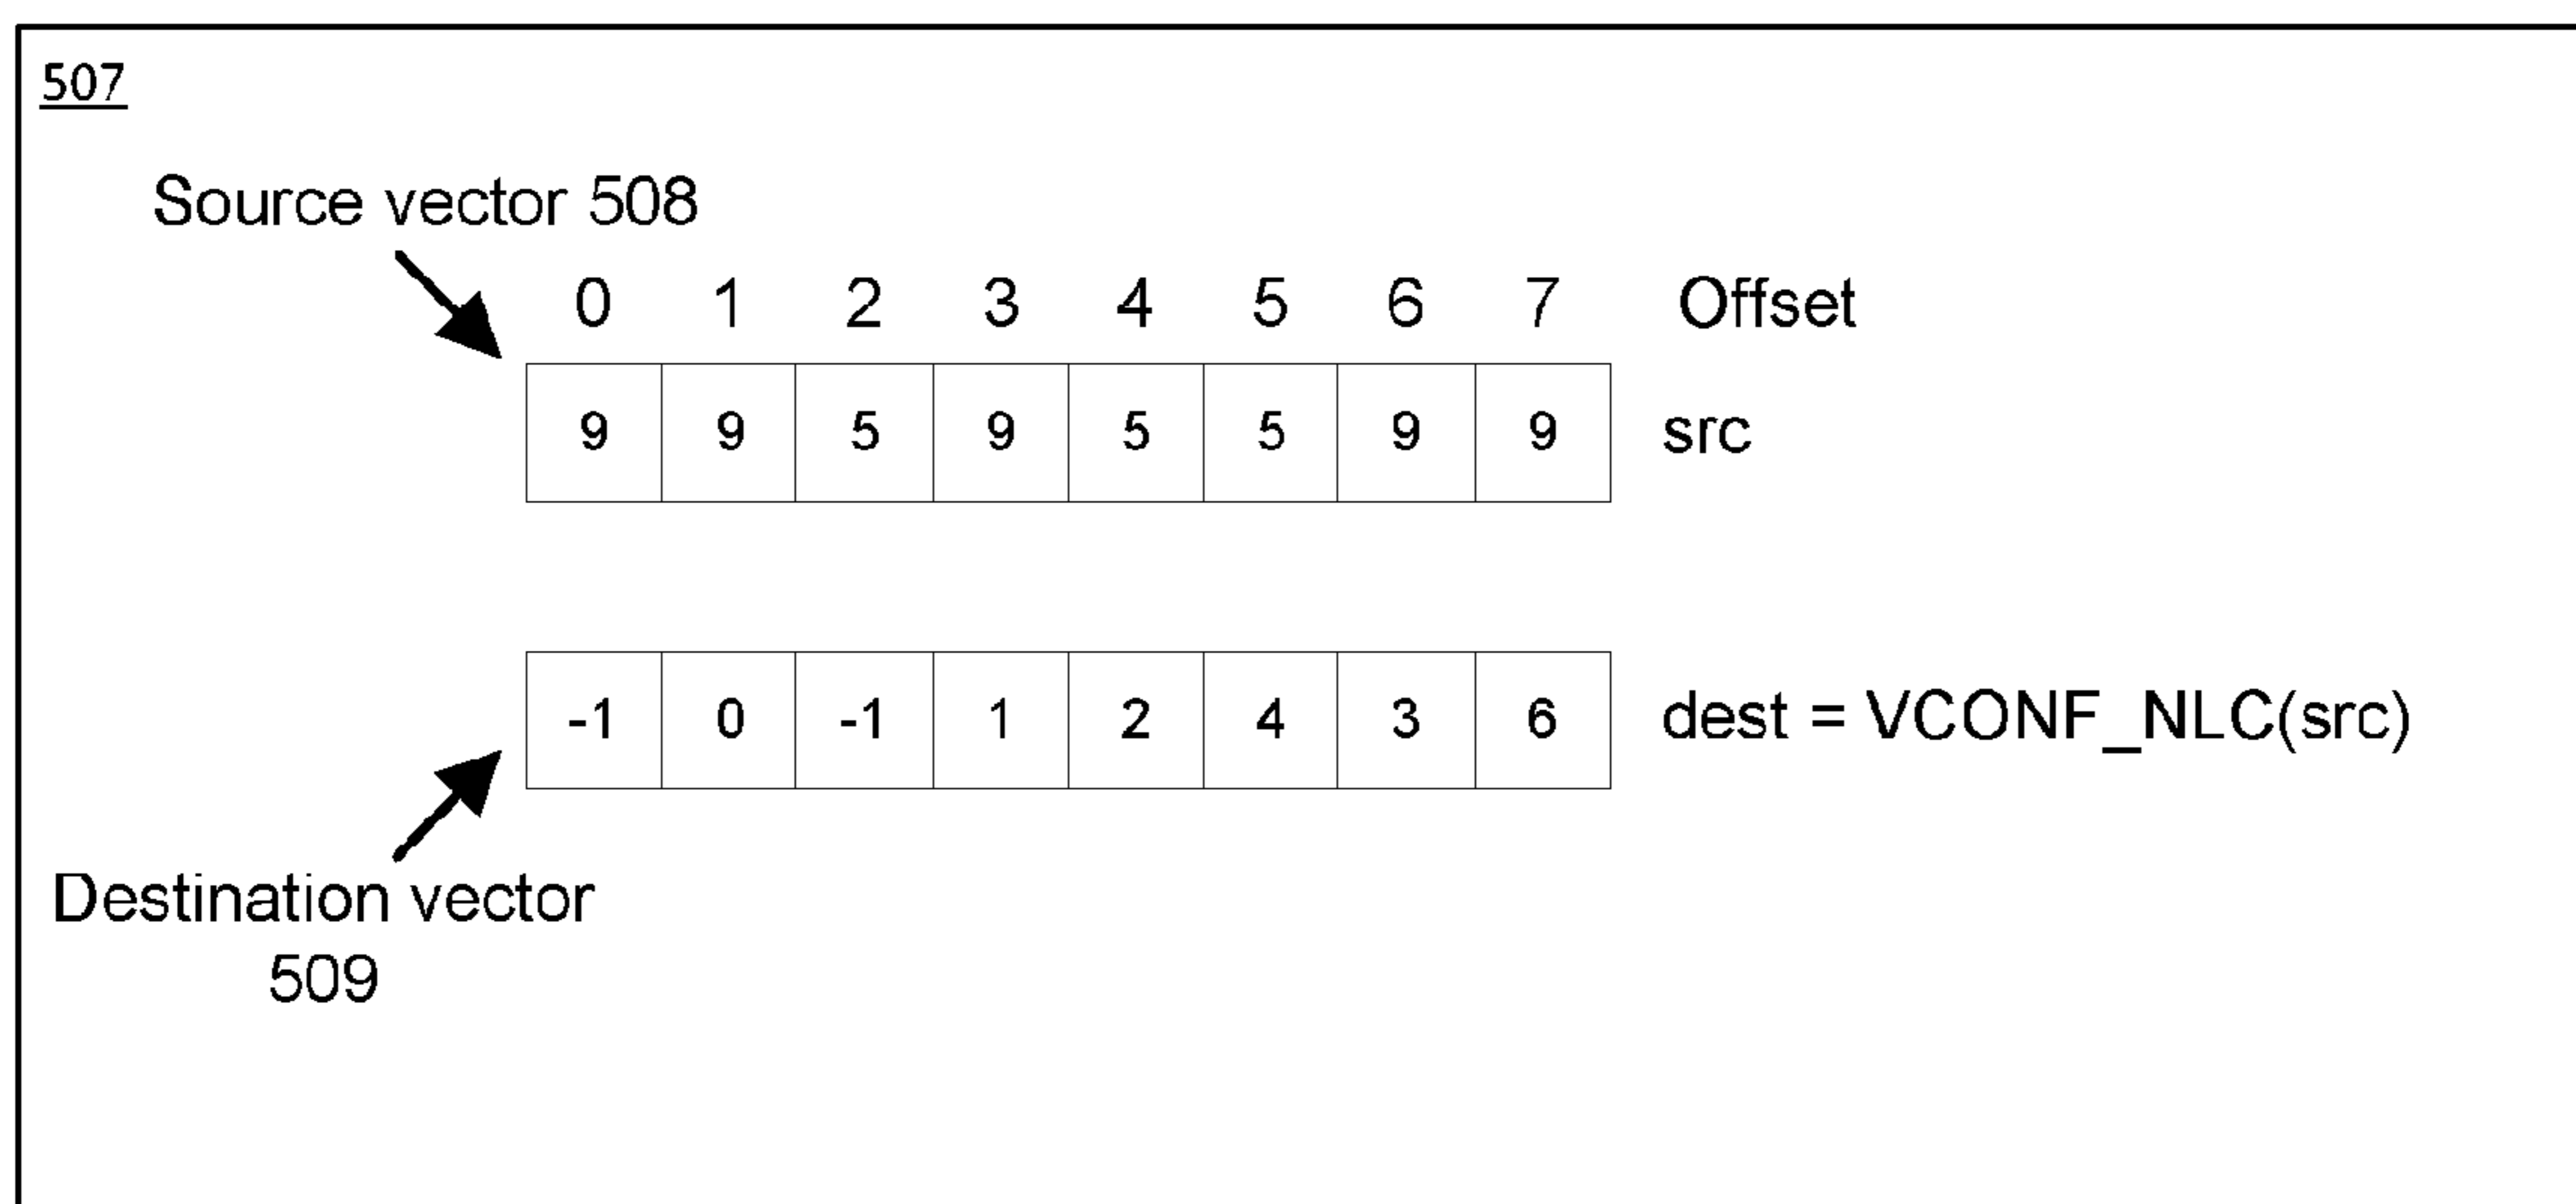 507
Source vector 508
0 1 2 3 4 5 6 7 Offset
9 9 5 9 5 5 9 9 src
-1 0 -1 1 2 4 3 6 dest = VCONF_NLC(src)
Destination vector
509